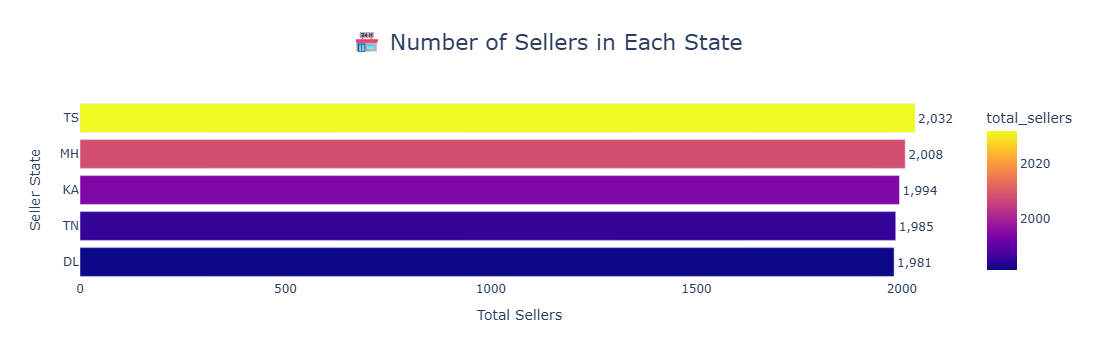 🏪 Number of Sellers in Each State
TS
2,032
MH
2,008
KA
1,994
TN
1,985
DL
1,981
Seller State
0 500 1000 1500 2000
Total Sellers
total_sellers
2020
2000